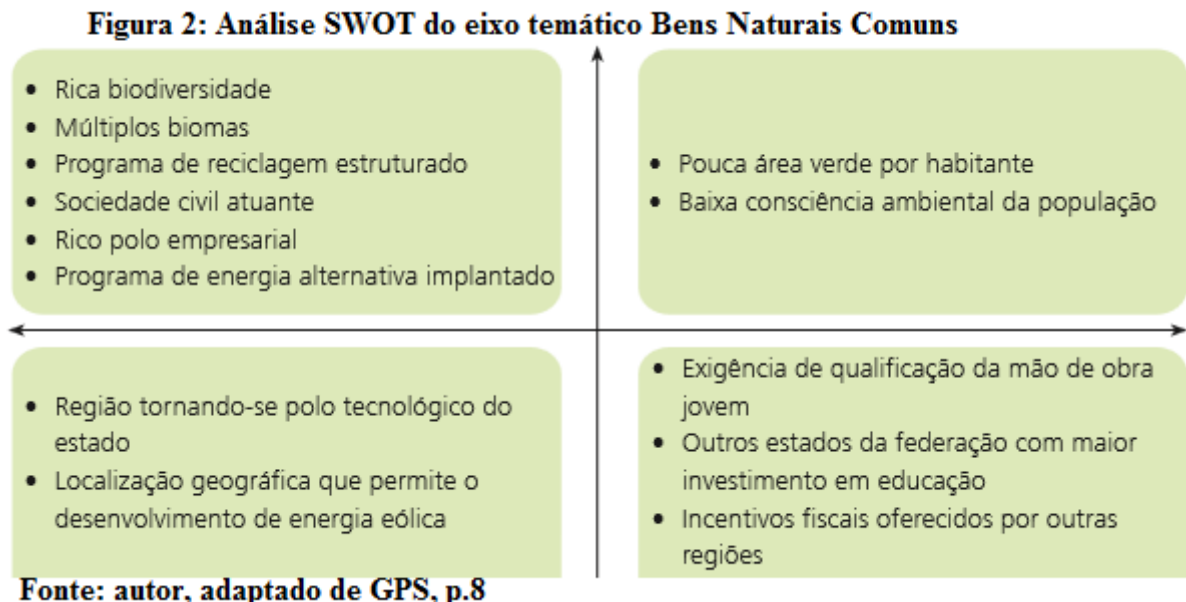 Figura 2: Análise SWOT do eixo temático Bens Naturais Comuns
• Rica biodiversidade
• Múltiplos biomas
• Programa de reciclagem estruturado
• Sociedade civil atuante
• Rico polo empresarial
• Programa de energia alternativa implantado
• Pouca área verde por habitante
• Baixa consciência ambiental da população
• Região tornando-se polo tecnológico do
estado
• Localização geográfica que permite o
desenvolvimento de energia eólica
• Exigência de qualificação da mão de obra
jovem
• Outros estados da federação com maior
investimento em educação
• Incentivos fiscais oferecidos por outras
regiões
Fonte: autor, adaptado de GPS, p.8